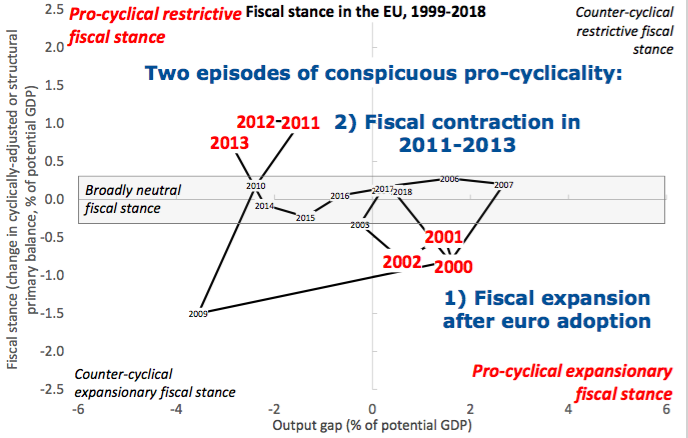 Fiscal stance in the EU, 1999-2018
Pro-cyclical restrictive
fiscal stance
Counter-cyclical
restrictive fiscal
stance
Two episodes of conspicuous pro-cyclicality:
2) Fiscal contraction in
2011-2013
2012-2011
2013
Broadly neutral
fiscal stance
2010
2014
2015
2016
2017
2018
2006
2007
2003
2001
2002
2000
2009
1) Fiscal expansion
after euro adoption
Counter-cyclical
expansionary fiscal stance
Pro-cyclical expansionary
fiscal stance
Fiscal stance (change in cyclically-adjusted or structural
primary balance, % of potential GDP)
2.5
2.0
1.5
1.0
0.5
0.0
-0.5
-1.0
-1.5
-2.0
-2.5
-6
-4
-2
0
2
4
6
Output gap (% of potential GDP)